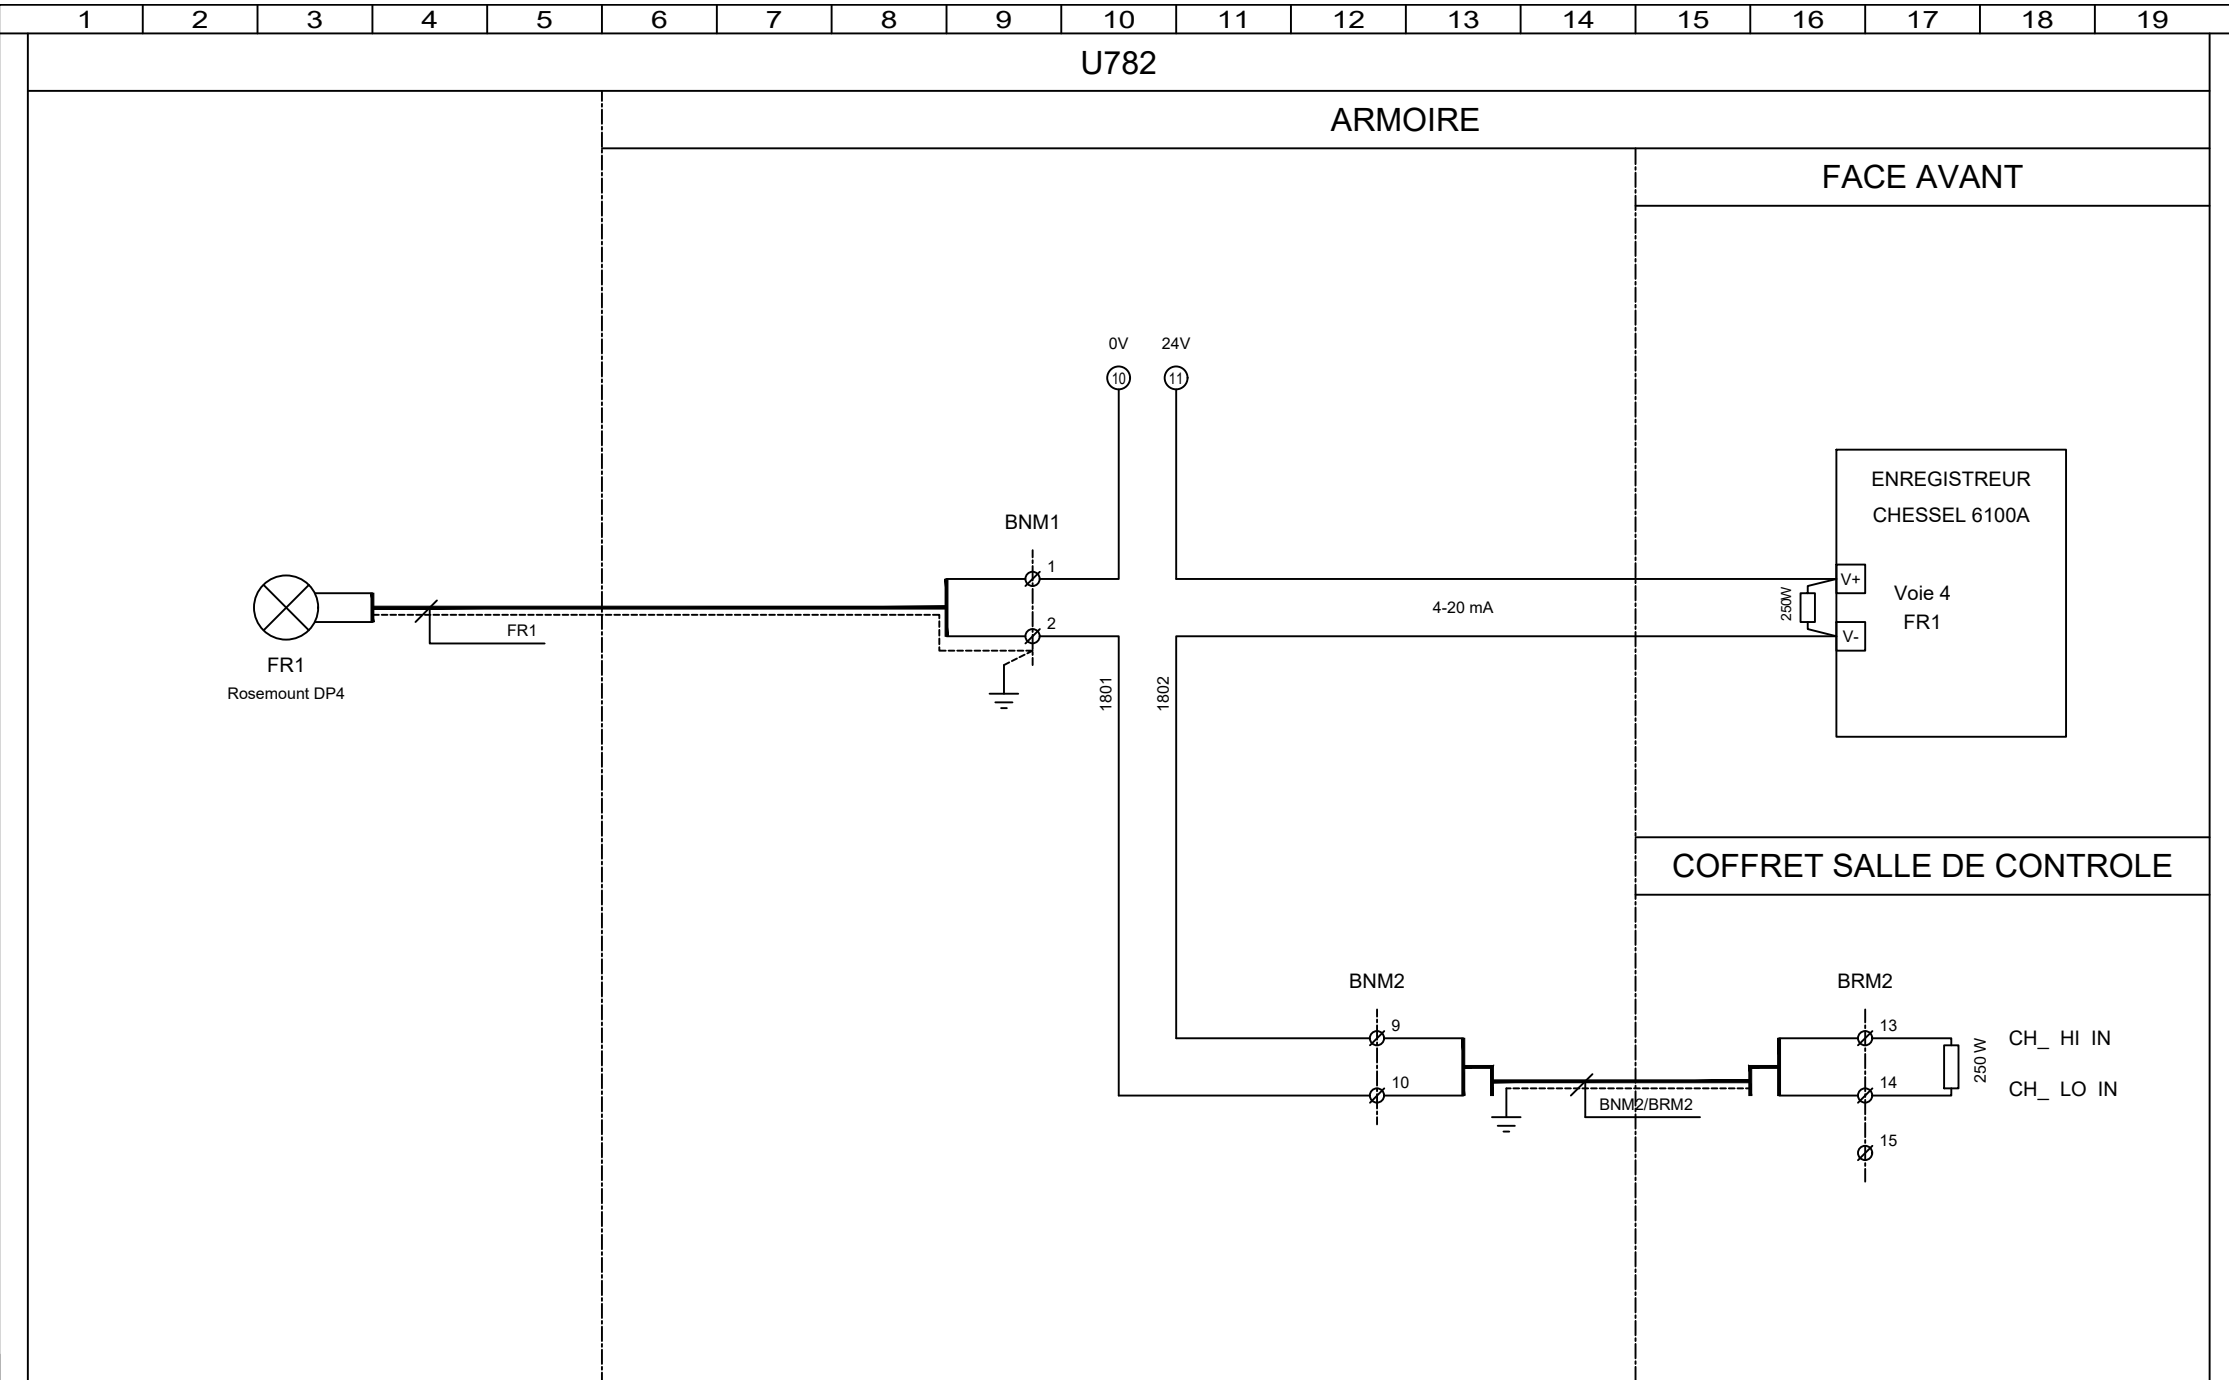 1 2 3 4 5 6 7 8 9 10 11 12 13 14 15 16 17 18 19
U782
ARMOIRE
FACE AVANT
0V 24V
10 11
ENREGISTREUR
CHESSEL 6100A
BNM1
1
V+
Voie 4
250W
4-20 mA
FR1
2
V-
FR1
FR1
Rosemount DP4
1801
1802
COFFRET SALLE DE CONTROLE
BNM2
BRM2
9
13
CH_ HI IN
250 W
10
14
CH_ LO IN
BNM2/BRM2
15